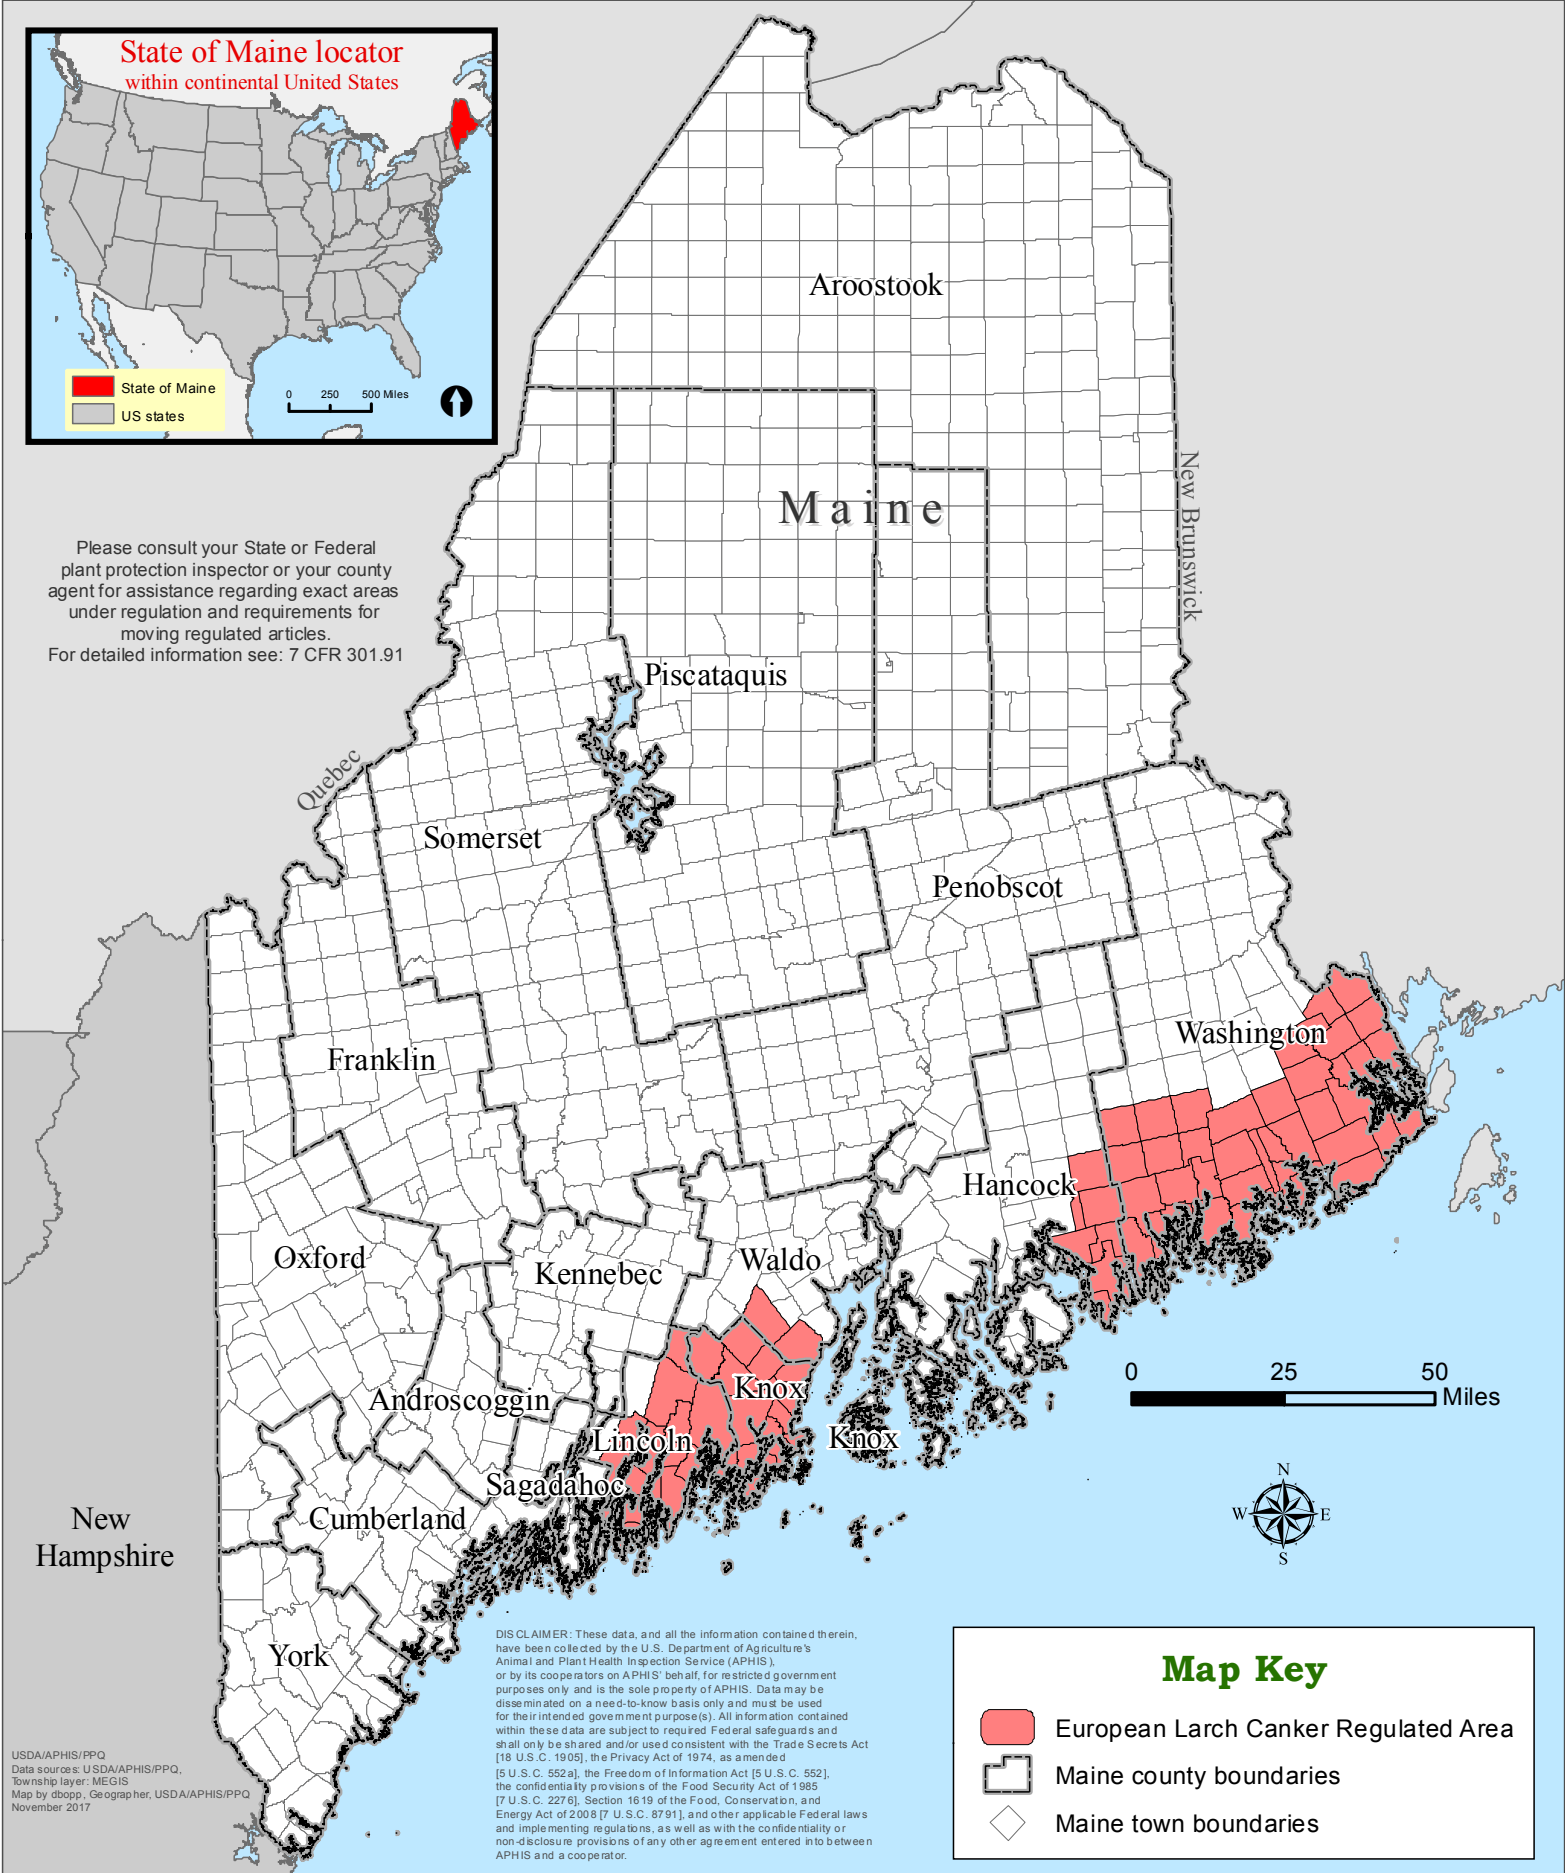 State of Maine locator
within continental United States
State of Maine
US states
0 250 500 Miles
Please consult your State or Federal
plant protection inspector or your county
agent for assistance regarding exact areas
under regulation and requirements for
moving regulated articles.
For detailed information see: 7 CFR 301.91
Aroostook
Maine
New Brunswick
Piscataquis
Quebec
Somerset
Penobscot
Washington
Franklin
Hancock
Oxford
Kennebec
Waldo
Androscoggin
Knox
Knox
Lincoln
Sagadahoc
Cumberland
New
Hampshire
York
0 25 50
Miles
N
W E
S
DISCLAIMER: These data, and all the information contained therein,
have been collected by the U.S. Department of Agriculture's
Animal and Plant Health Inspection Service (APHIS),
or by its cooperators on APHIS' behalf, for restricted government
purposes only and is the sole property of APHIS. Data may be
disseminated on a need-to-know basis only and must be used
for their intended government purpose(s). All information contained
within these data are subject to required Federal safeguards and
shall only be shared and/or used consistent with the Trade Secrets Act
[18 U.S.C. 1905], the Privacy Act of 1974, as amended
[5 U.S.C. 552a], the Freedom of Information Act [5 U.S.C. 552],
the confidentiality provisions of the Food Security Act of 1985
[7 U.S.C. 2276], Section 1619 of the Food, Conservation, and
Energy Act of 2008 [7 U.S.C. 8791], and other applicable Federal laws
and implementing regulations, as well as with the confidentiality or
non-disclosure provisions of any other agreement entered into between
APHIS and a cooperator.
USDA/APHIS/PPQ
Data sources: USDA/APHIS/PPQ,
Township layer: MEGIS
Map by dbopp, Geographer, USDA/APHIS/PPQ
November 2017
Map Key
European Larch Canker Regulated Area
Maine county boundaries
Maine town boundaries